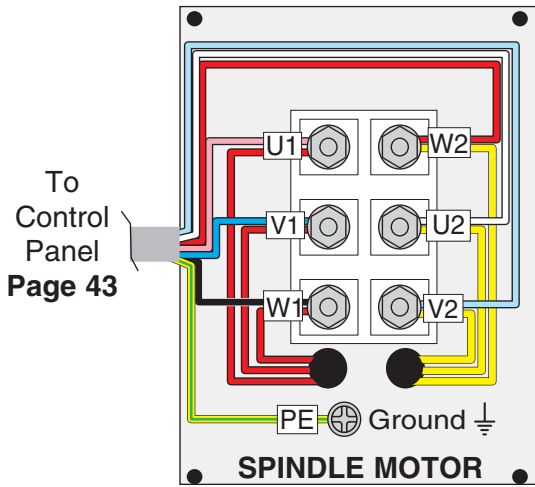 To
Control
Panel
Page 43
U1
W2
V1
U2
W1
V2
PE
Ground
SPINDLE MOTOR